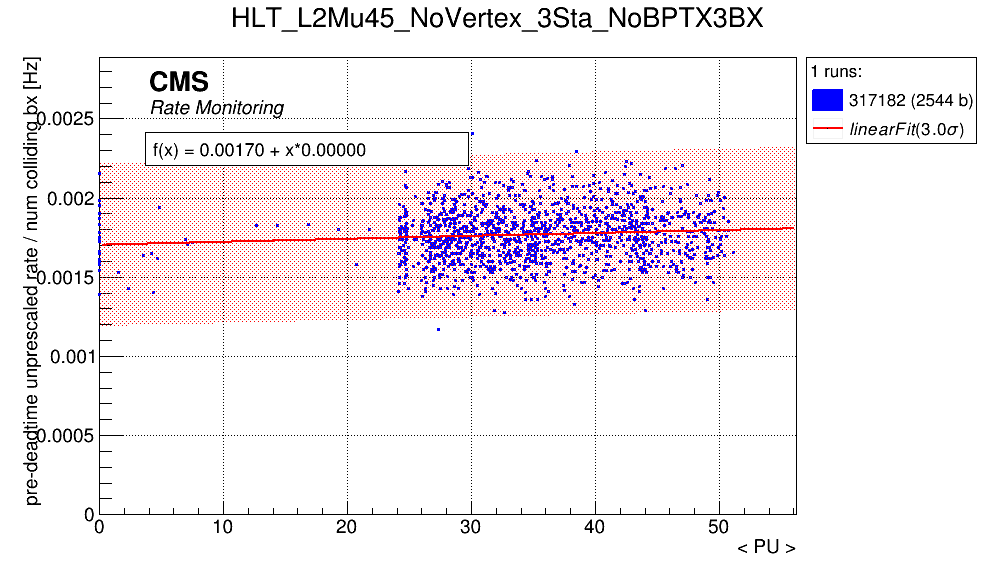 HLT_L2Mu45_NoVertex_3Sta_NoBPTX3BX
CMS
Rate Monitoring
f(x) = 0.00170 + x*0.00000
1 runs:
317182 (2544 b)
linearFit(3.0σ)
pre-deadtime unprescaled rate / num colliding bx [Hz]
0.0025
0.002
0.0015
0.001
0.0005
0
0 10 20 30 40 50
< PU >